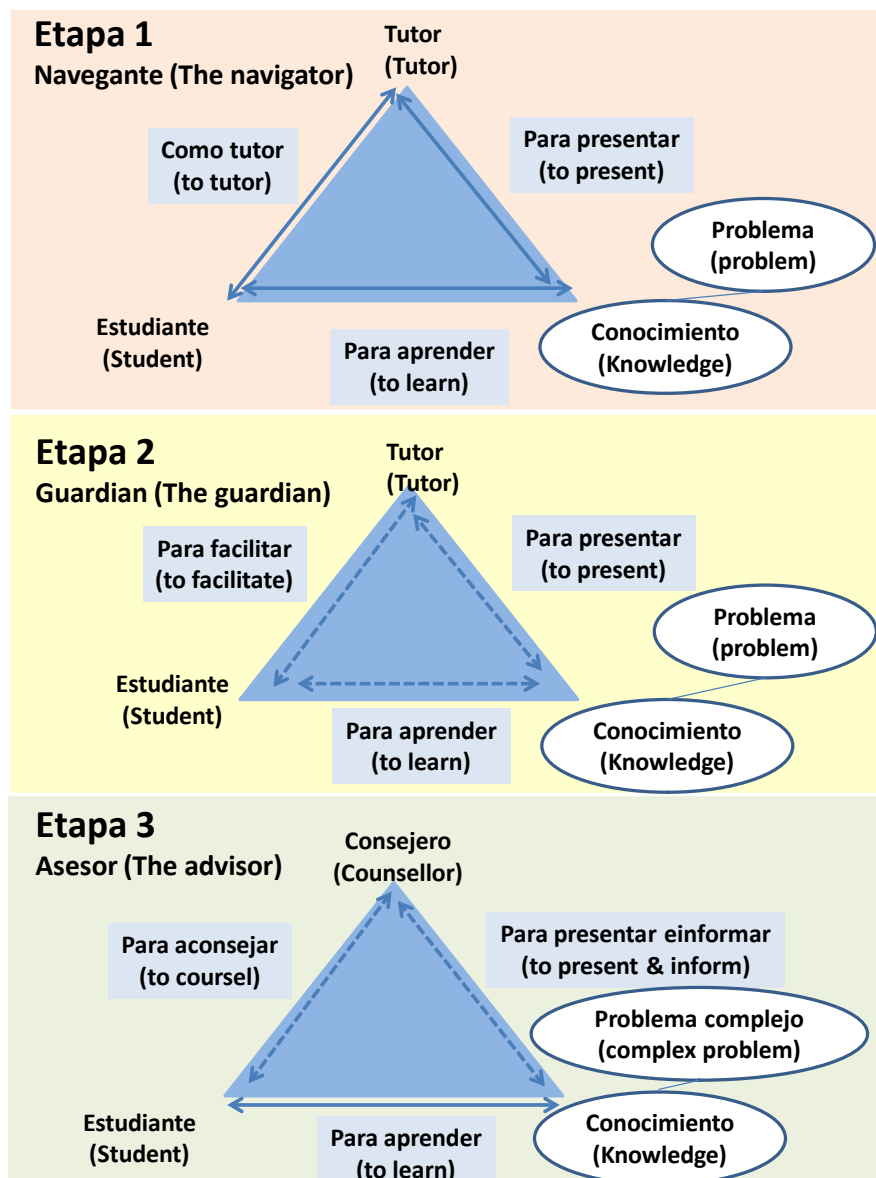 Etapa 1
Navegante (The navigator)
Tutor
(Tutor)
Como tutor
(to tutor)
Para presentar
(to present)
Problema
(problem)
Estudiante
(Student)
Para aprender
(to learn)
Conocimiento
(Knowledge)
Etapa 2
Guardian (The guardian)
Tutor
(Tutor)
Para facilitar
(to facilitate)
Para presentar
(to present)
Problema
(problem)
Estudiante
(Student)
Para aprender
(to learn)
Conocimiento
(Knowledge)
Etapa 3
Asesor (The advisor)
Consejero
(Counsellor)
Para aconsejar
(to coursel)
Para presentar einformar
(to present & inform)
Problema complejo
(complex problem)
Estudiante
(Student)
Para aprender
(to learn)
Conocimiento
(Knowledge)